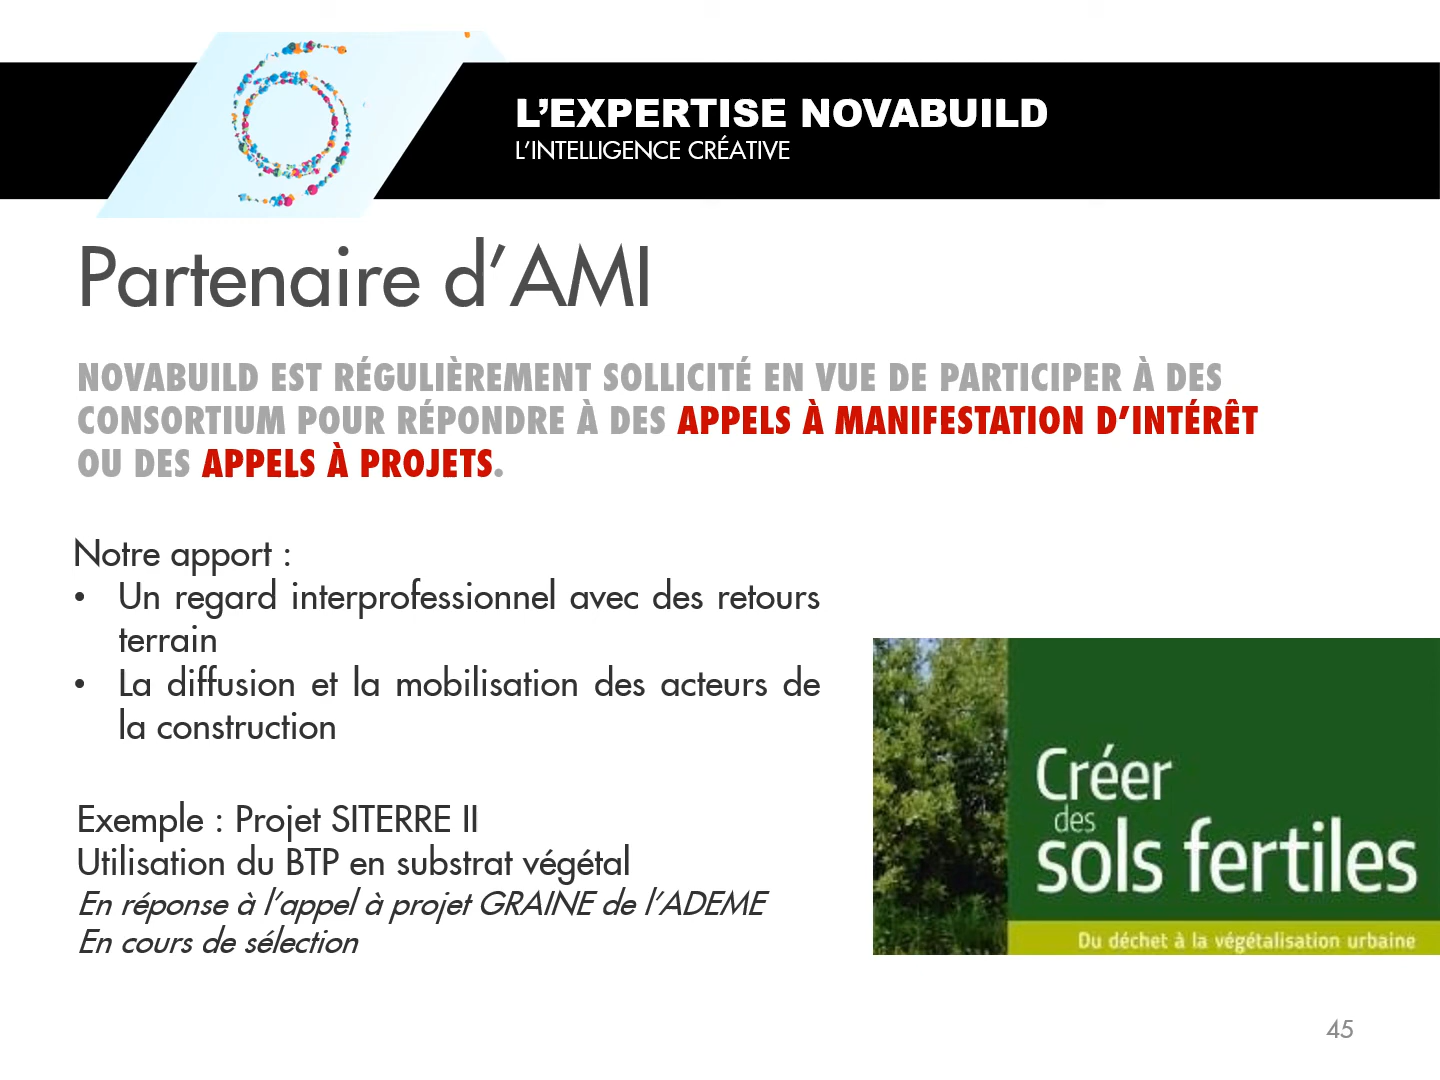 L'EXPERTISE NOVABUILD
L'INTELLIGENCE CRÉATIVE
Partenaire d'AMI
NOVABUILD EST RÉGULIÈREMENT SOLLICITÉ EN VUE DE PARTICIPER À DES
CONSORTIUM POUR RÉPONDRE À DES APPELS À MANIFESTATION D'INTÉRÊT
OU DES APPELS À PROJETS.
Notre apport :
• Un regard interprofessionnel avec des retours
terrain
• La diffusion et la mobilisation des acteurs de
la construction
Exemple : Projet SITERRE II
Utilisation du BTP en substrat végétal
En réponse à l'appel à projet GRAINE de l'ADEME
En cours de sélection
Créer
des
sols fertiles
Du déchet à la végétalisation urbaine
45